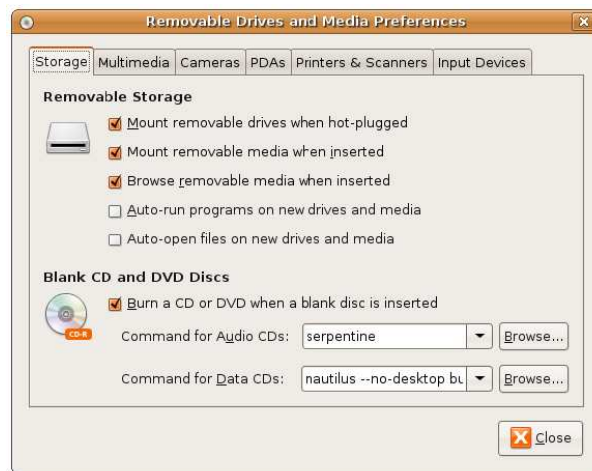 Removable Drives and Media Preferences
Storage Multimedia Cameras PDAs Printers & Scanners Input Devices
Removable Storage
Mount removable drives when hot-plugged
Mount removable media when inserted
Browse removable media when inserted
Auto-run programs on new drives and media
Auto-open files on new drives and media
Blank CD and DVD Discs
Burn a CD or DVD when a blank disc is inserted
CD-R
Command for Audio CDs: serpentine Browse...
Command for Data CDs: nautilus --no-desktop bu Browse...
Close